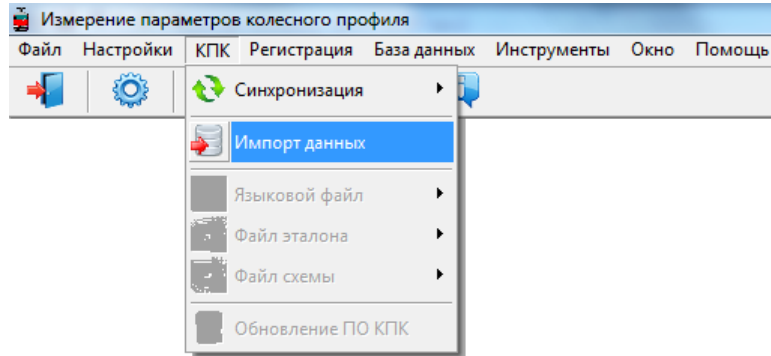 Измерение параметров колесного профиля
Файл Настройки КПК Регистрация База данных Инструменты Окно Помощь
Синхронизация
Импорт данных
Языковой файл
Файл эталона
Файл схемы
Обновление ПО КПК